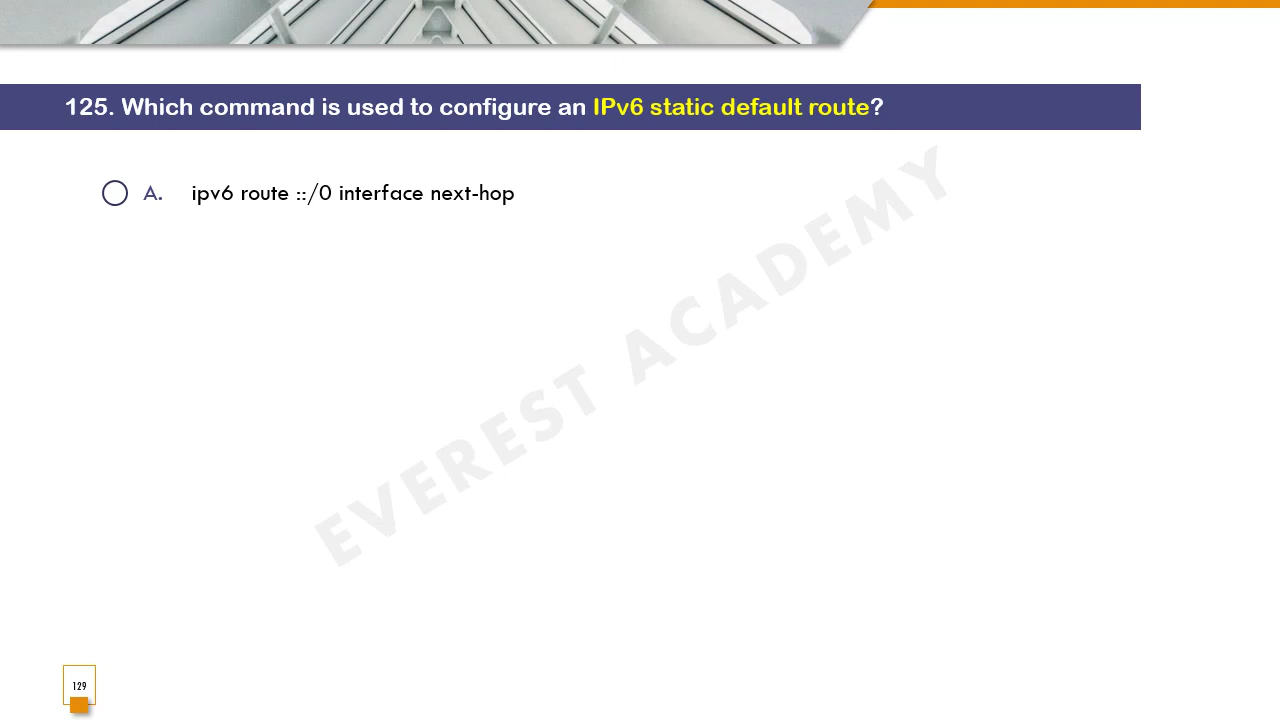 125. Which command is used to configure an IPv6 static default route?
A. ipv6 route ::/0 interface next-hop
EVEREST ACADEMY
129